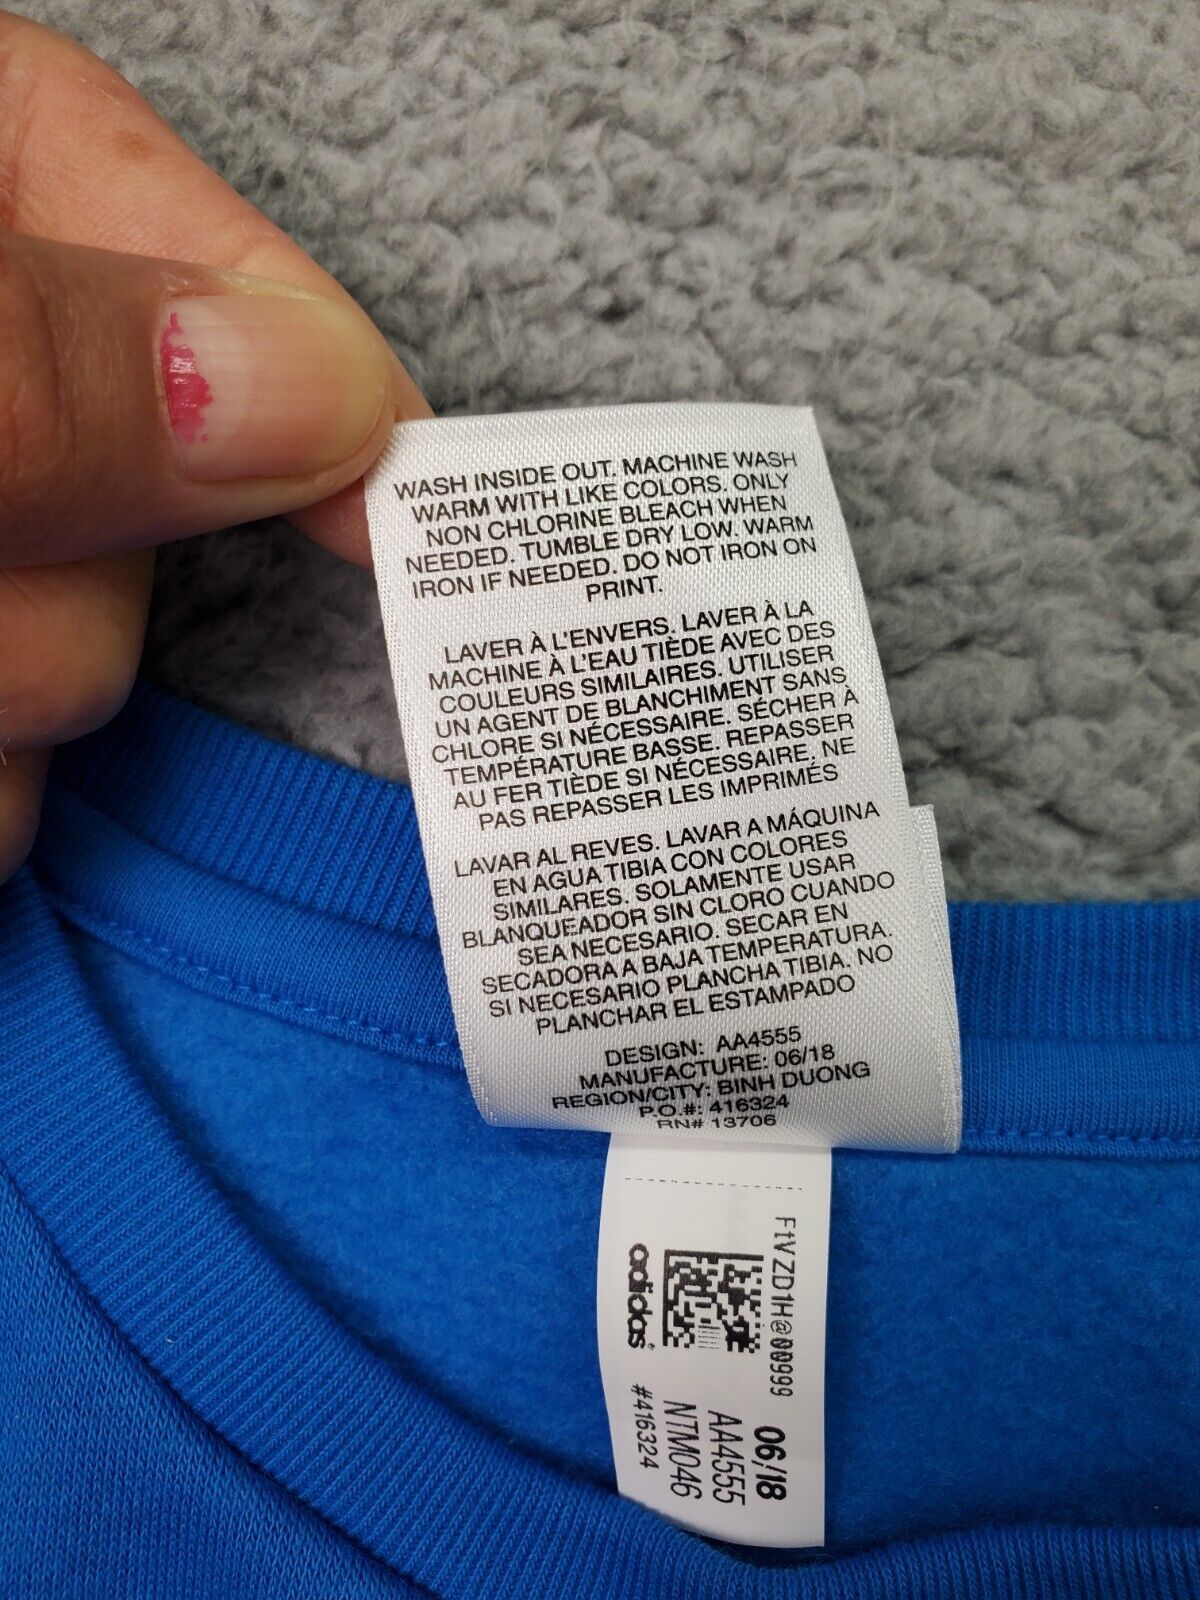 WASH INSIDE OUT. MACHINE WASH
WARM WITH LIKE COLORS. ONLY
NON CHLORINE BLEACH WHEN
NEEDED. TUMBLE DRY LOW. WARM
IRON IF NEEDED. DO NOT IRON ON
PRINT.
LAVER À L'ENVERS. LAVER À LA
MACHINE À L'EAU TIÈDE AVEC DES
COULEURS SIMILAIRES. UTILISER
UN AGENT DE BLANCHIMENT SANS
CHLORE SI NÉCESSAIRE. SÉCHER À
TEMPÉRATURE BASSE. REPASSER
AU FER TIÈDE SI NÉCESSAIRE, NE
PAS REPASSER LES IMPRIMÉS
LAVAR AL REVES. LAVAR A MÁQUINA
EN AGUA TIBIA CON COLORES
SIMILARES. SOLAMENTE USAR
BLANQUEADOR SIN CLORO CUANDO
SEA NECESARIO. SECAR EN
SECADORA A BAJA TEMPERATURA.
SI NECESARIO PLANCHA TIBIA. NO
PLANCHAR EL ESTAMPADO
DESIGN: AA4555
MANUFACTURE: 06/18
REGION/CITY: BINH DUONG
P.O.#: 416324
RN# 13706
adidas
06/18
AA4555
NTM046
#416324